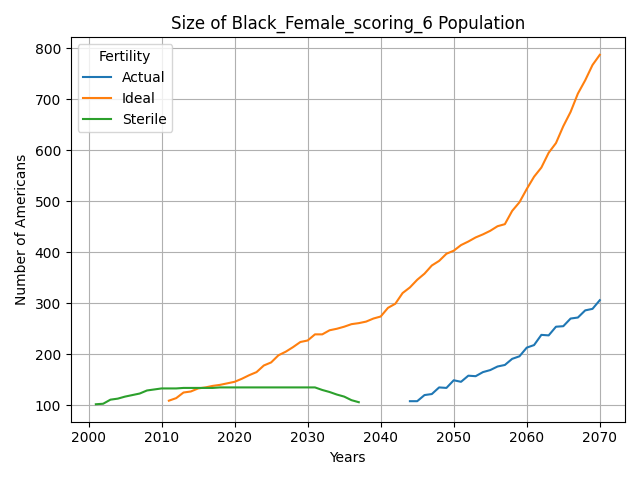 Size of Black_Female_scoring_6 Population
Fertility
Actual
Ideal
Sterile
Number of Americans
800
700
600
500
400
300
200
100
2000 2010 2020 2030 2040 2050 2060 2070
Years